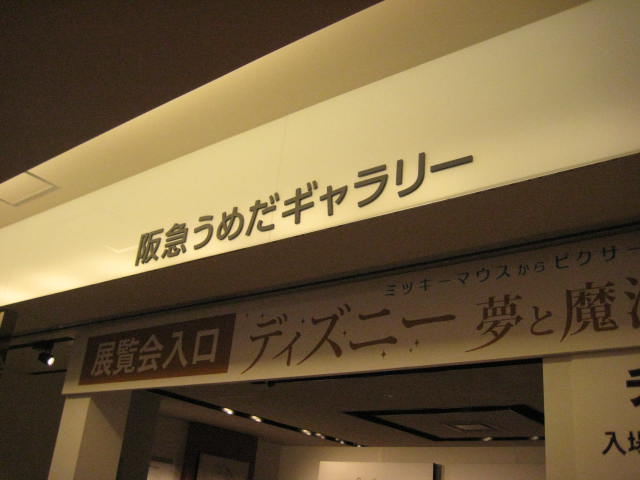 阪急うめだギャラリー
ミッキーマウスからピクサー
展覧会入口 ディズニー 夢と魔法
入場